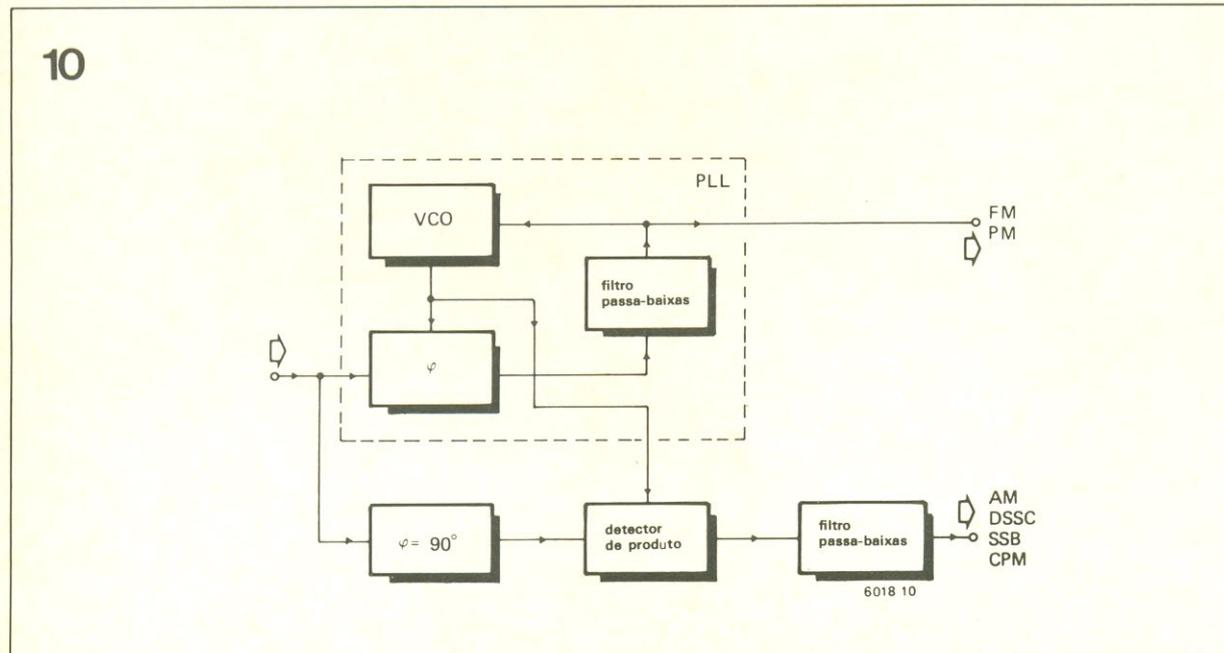 10
PLL
VCO
FM
PM
filtro
passa-baixas
φ
φ = 90°
detector
de produto
filtro
passa-baixas
AM
DSSC
SSB
CPM
6018 10